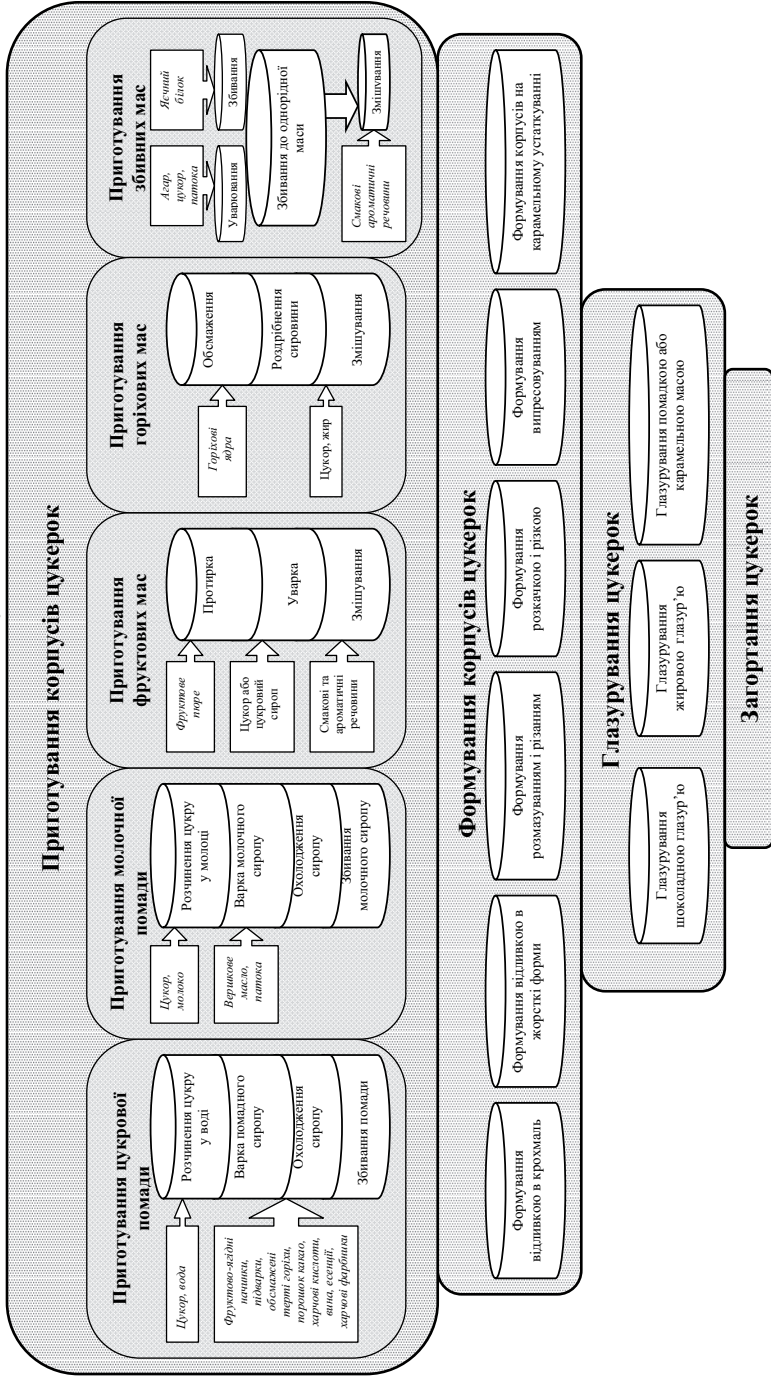 Приготування корпусів цукерок
Приготування цукрової
помади
Цукор, вода
Фруктово-ягідні
начинки,
підварки,
обсмажені
терті горіхи,
порошок какао,
харчові кислоти,
вина, есенції,
харчові фарбники
Розчинення цукру
у воді
Варка помадного
сиропу
Охолодження
сиропу
Збивання помади
Приготування молочної
помади
Цукор,
молоко
Вершкове
масло,
патока
Розчинення цукру
у молоці
Варка молочного
сиропу
Охолодження
сиропу
Збивання
молочного сиропу
Приготування
фруктових мас
Фруктове
пюре
Цукор або
цукровий
сироп
Смакові та
ароматичні
речовини
Протирка
Уварка
Змішування
Приготування
горіхових мас
Горіхові
ядра
Цукор, жир
Обсмаження
Роздрібнення
сировини
Змішування
Приготування
збивних мас
Агар,
цукор,
патока
Яєчний
білок
Уварювання
Збивання
Збивання до однорідної
маси
Смакові
ароматичні
речовини
Змішування
Формування корпусів цукерок
Формування
відливкою в крохмаль
Формування відливкою в
жорсткі форми
Формування
розмазуванням і різанням
Формування
розкачкою і різкою
Формування
випресовуванням
Формування корпусів на
карамельному устаткуванні
Глазурування цукерок
Глазурування
шоколадною глазур’ю
Глазурування
жировою глазур’ю
Глазурування помадкою або
карамельною масою
Загортання цукерок